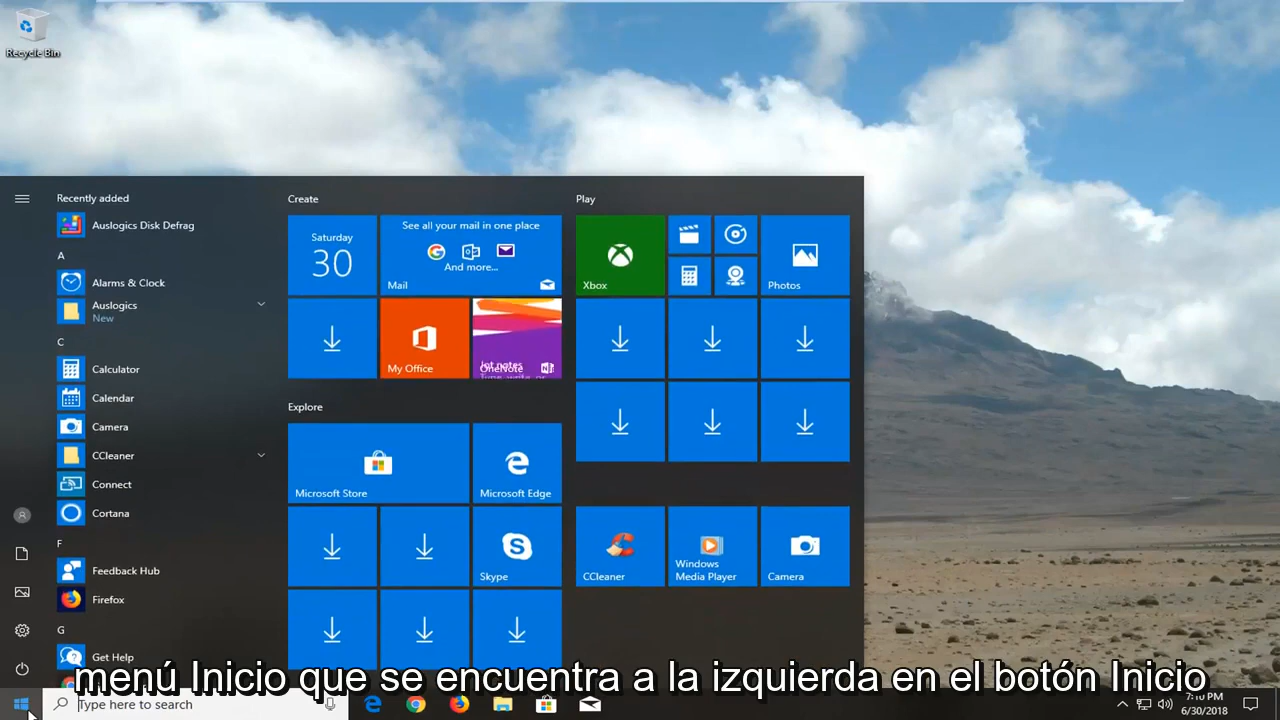 Recycle Bin
Recently added
Auslogics Disk Defrag
A
Alarms & Clock
Auslogics
New
C
Calculator
Calendar
Camera
CCleaner
Connect
Cortana
F
Feedback Hub
Firefox
G
Get Help
Create
Saturday
30
See all your mail in one place
And more...
Mail
My Office
OneNote
Explore
Microsoft Store
Microsoft Edge
Skype
Play
Xbox
Photos
CCleaner
Windows
Media Player
Camera
menú Inicio que se encuentra a la izquierda en el botón Inicio
Type here to search
7:10 PM
6/30/2018